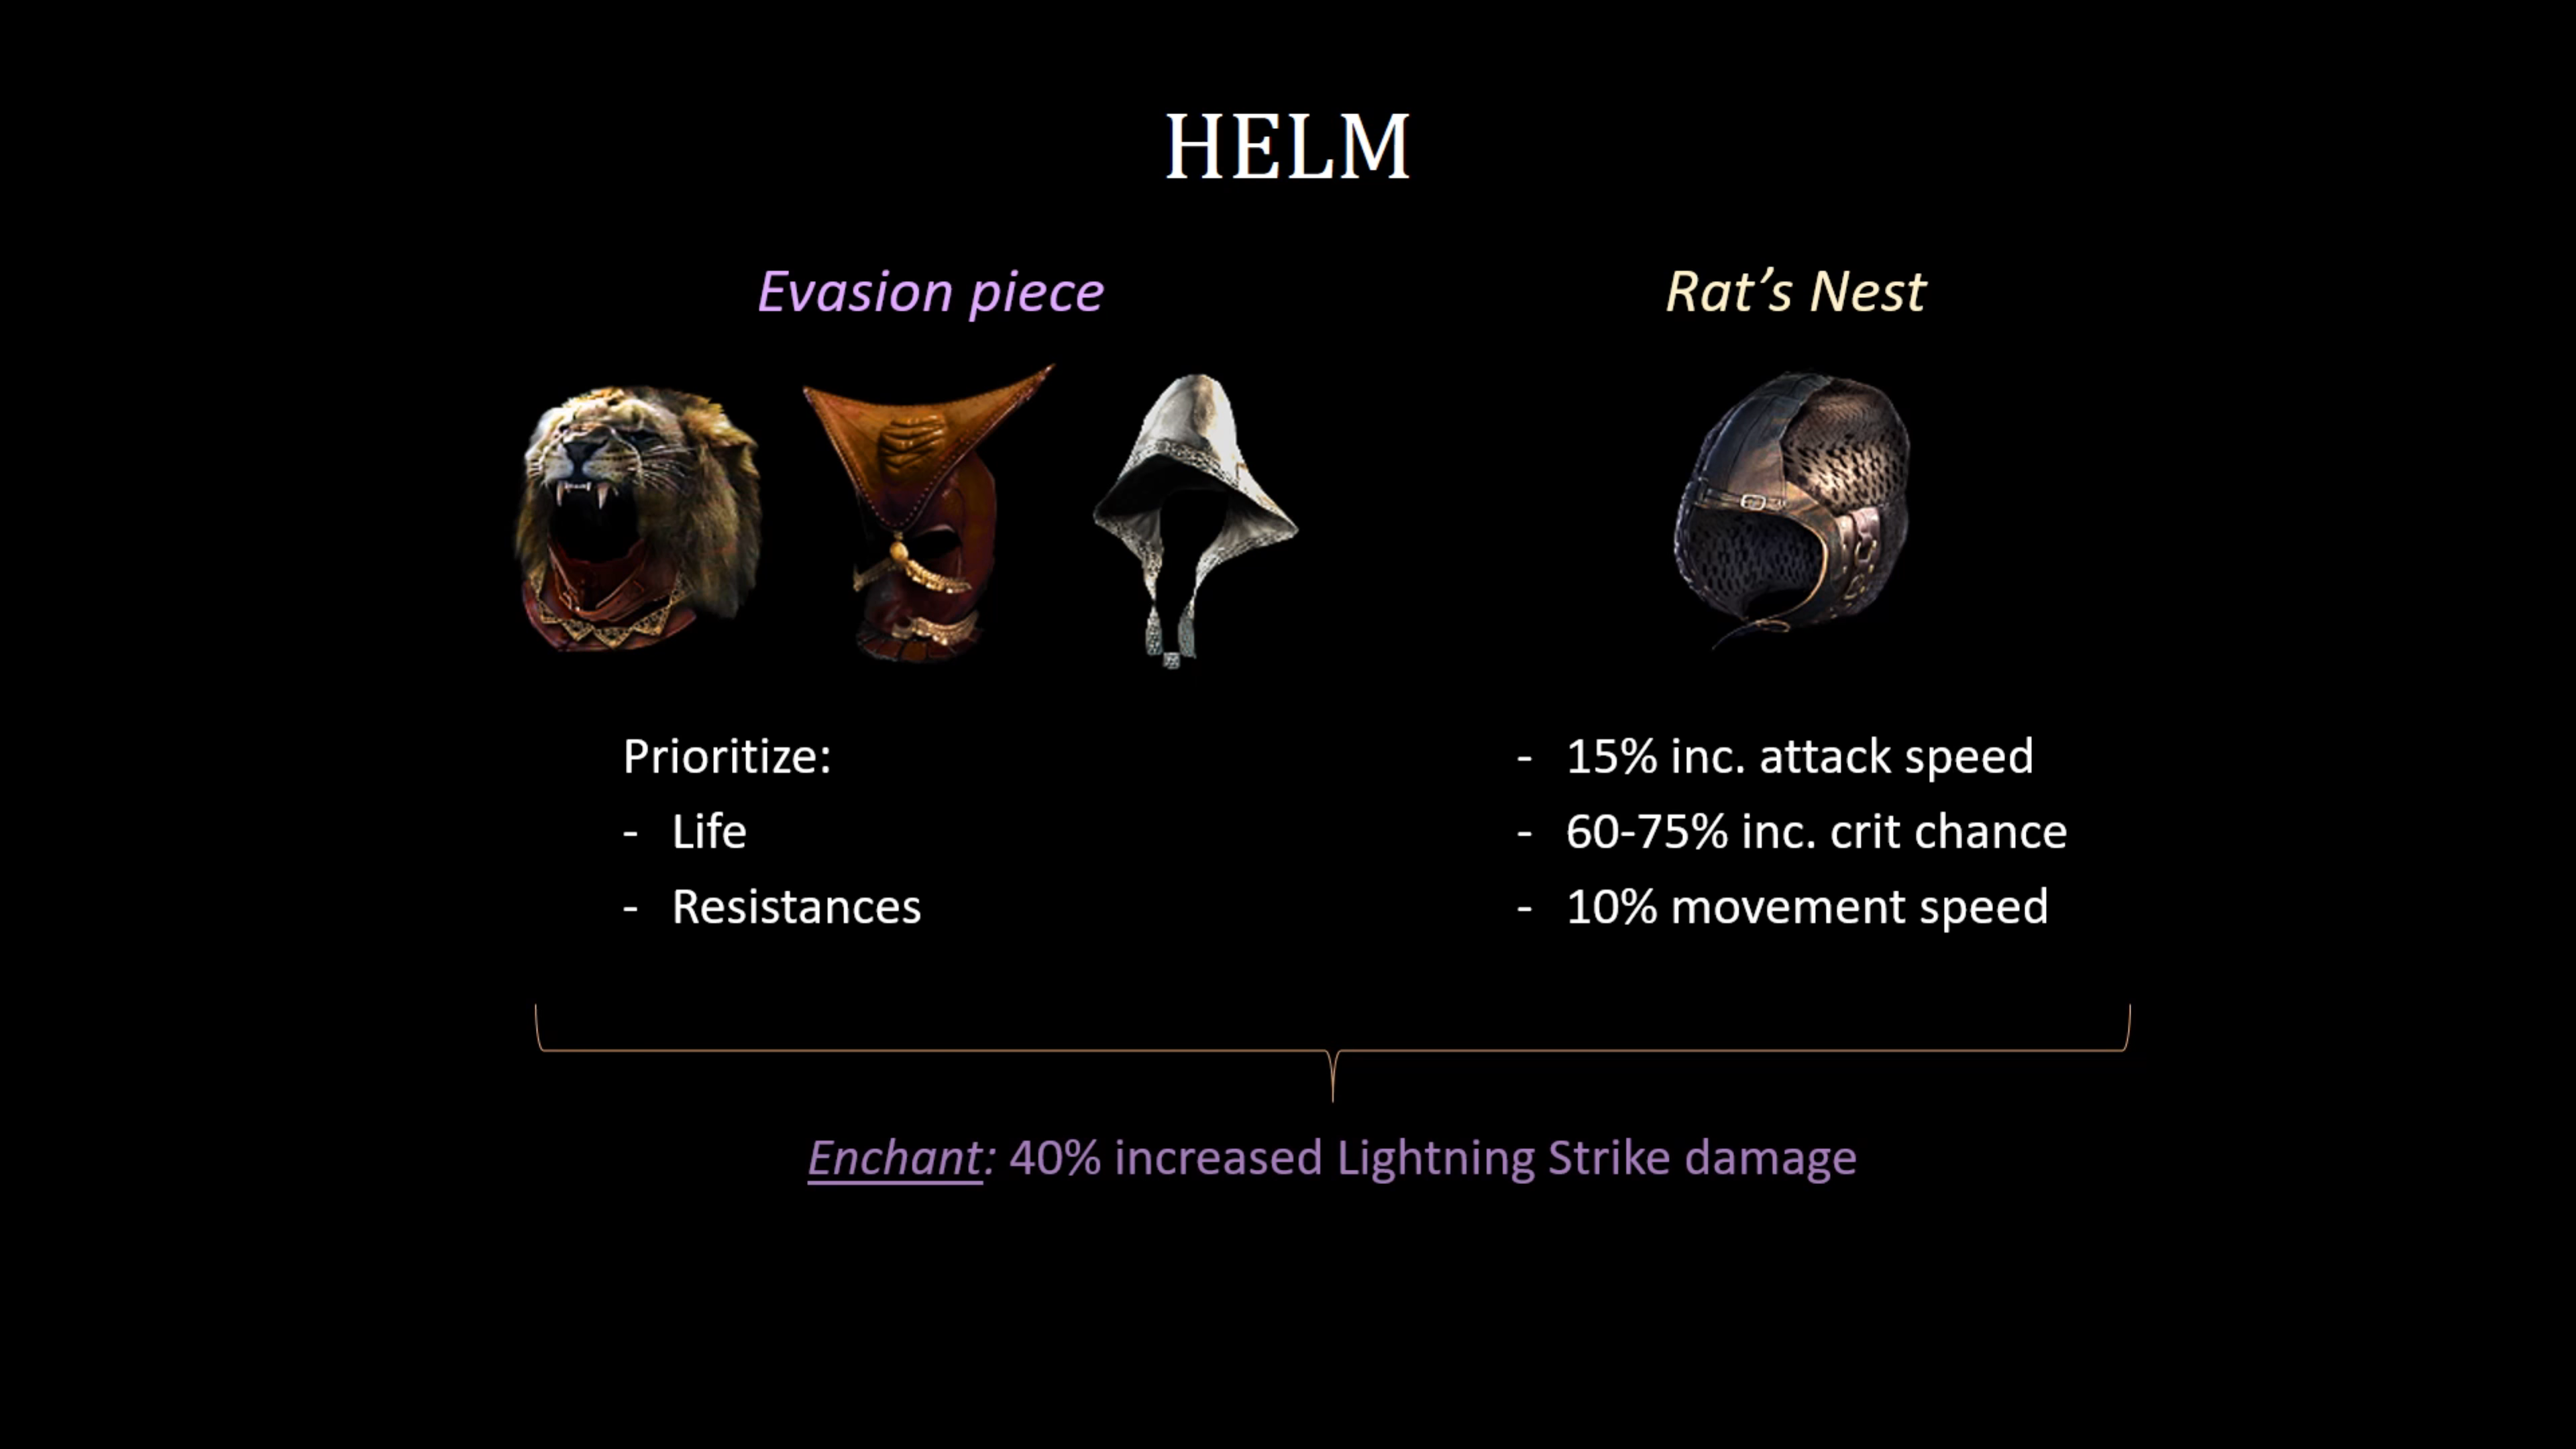 HELM
Evasion piece
Prioritize:
- Life
- Resistances
Rat’s Nest
- 15% inc. attack speed
- 60-75% inc. crit chance
- 10% movement speed
Enchant: 40% increased Lightning Strike damage